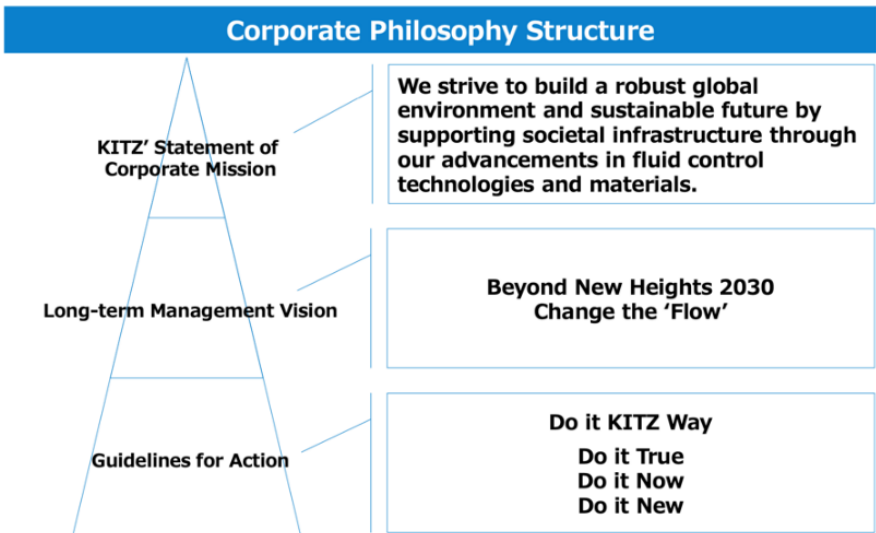 Corporate Philosophy Structure
KITZ’ Statement of
Corporate Mission
We strive to build a robust global
environment and sustainable future by
supporting societal infrastructure through
our advancements in fluid control
technologies and materials.
Long-term Management Vision
Beyond New Heights 2030
Change the ‘Flow’
Guidelines for Action
Do it KITZ Way
Do it True
Do it Now
Do it New